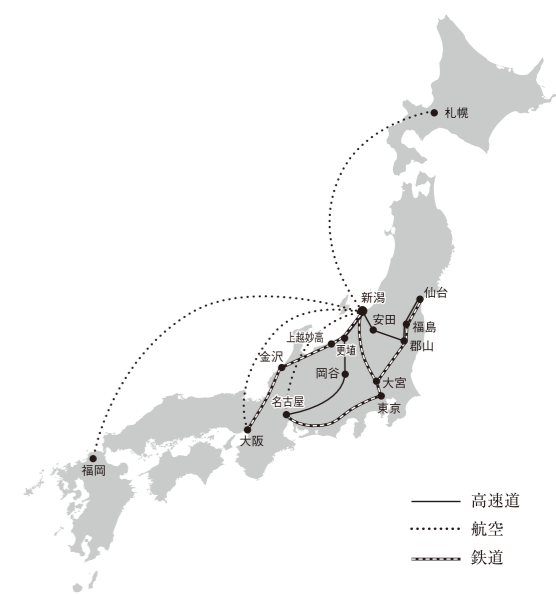 札幌
新潟
仙台
安田
福島
上越妙高
更埴
郡山
金沢
岡谷
大宮
名古屋
東京
大阪
福岡
高速道
航空
鉄道